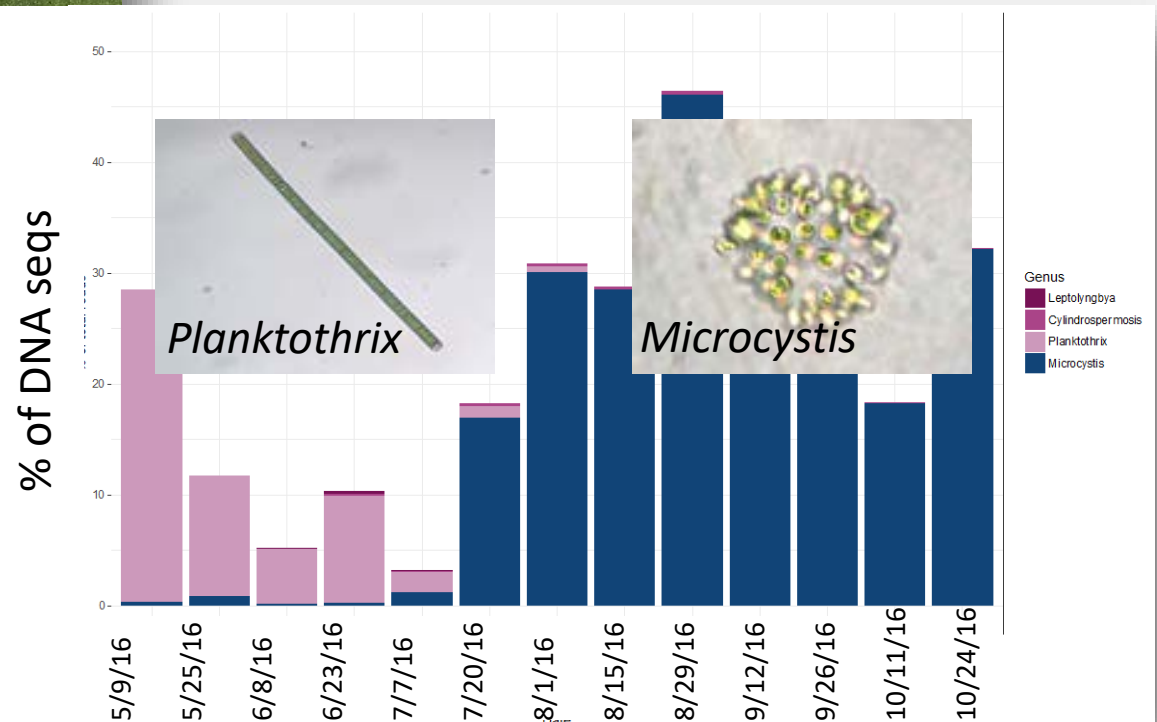 % of DNA seqs
50
40
30
20
10
0
Planktothrix
Microcystis
Genus
Leptolyngbya
Cylindrospermosis
Planktothrix
Microcystis
5/9/16
5/25/16
6/8/16
6/23/16
7/7/16
7/20/16
8/1/16
8/15/16
8/29/16
9/12/16
9/26/16
10/11/16
10/24/16